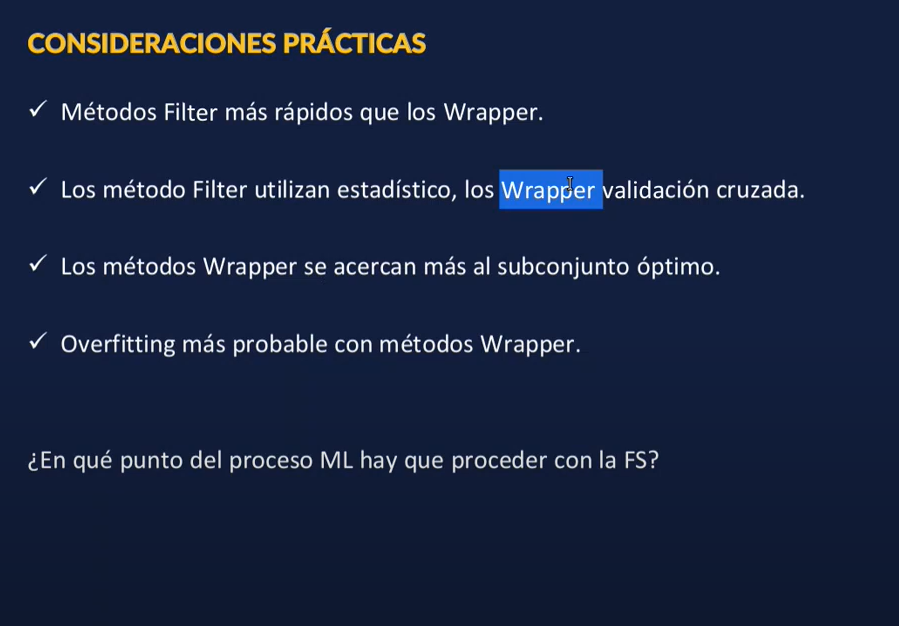 CONSIDERACIONES PRÁCTICAS
✓ Métodos Filter más rápidos que los Wrapper.
✓ Los método Filter utilizan estadístico, los Wrapper validación cruzada.
✓ Los métodos Wrapper se acercan más al subconjunto óptimo.
✓ Overfitting más probable con métodos Wrapper.
¿En qué punto del proceso ML hay que proceder con la FS?